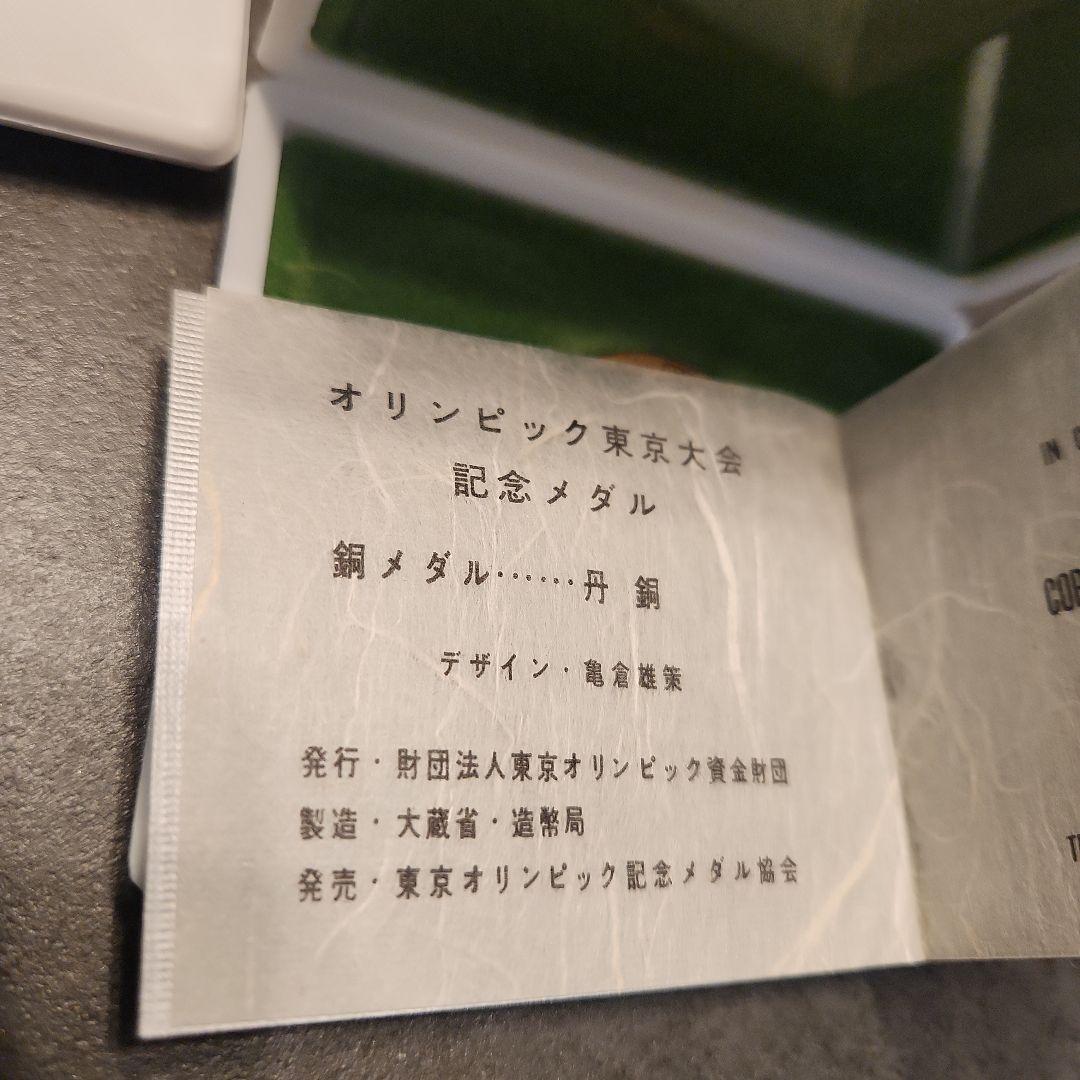 オリンピック東京大会
記念メダル
銅メダル……丹 銅
デザイン・亀倉雄策
発行・財団法人東京オリンピック資金財団
製造・大蔵省・造幣局
発売・東京オリンピック記念メダル協会
IN